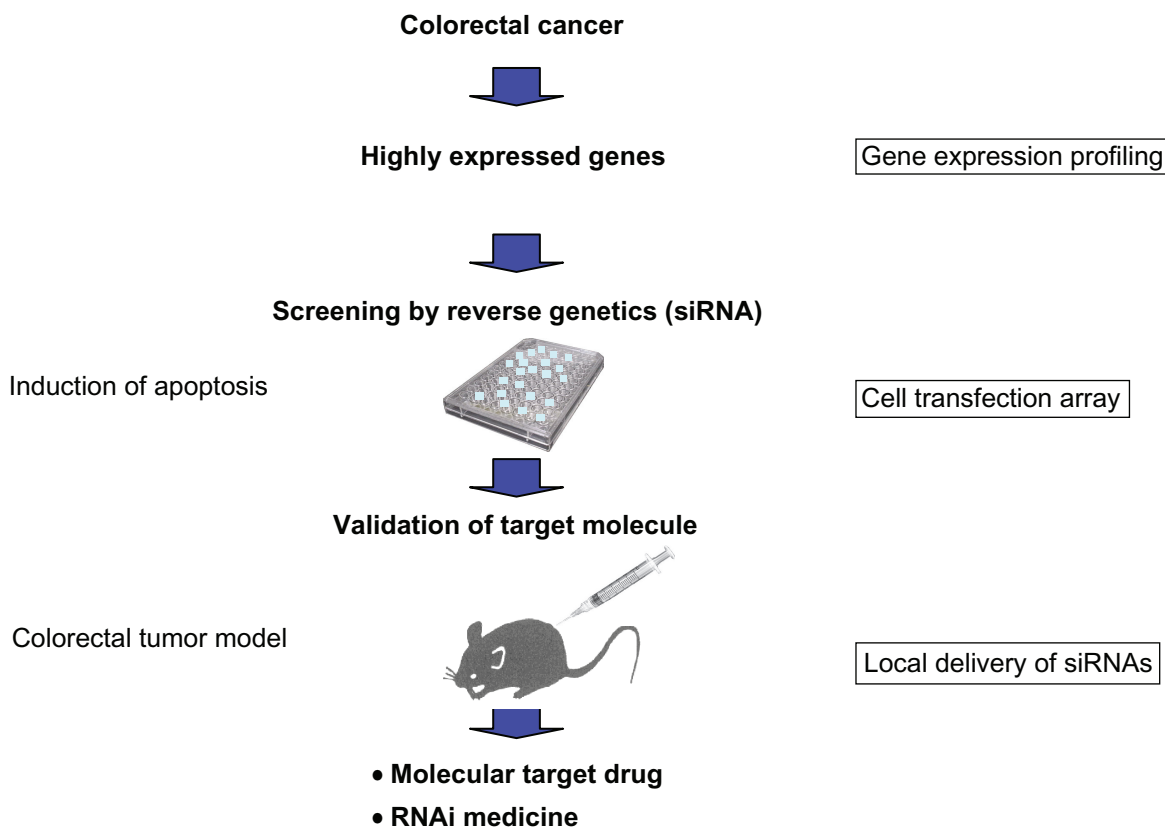 Colorectal cancer
Highly expressed genes
Gene expression profiling
Screening by reverse genetics (siRNA)
Induction of apoptosis
Cell transfection array
Validation of target molecule
Colorectal tumor model
Local delivery of siRNAs
• Molecular target drug
• RNAi medicine